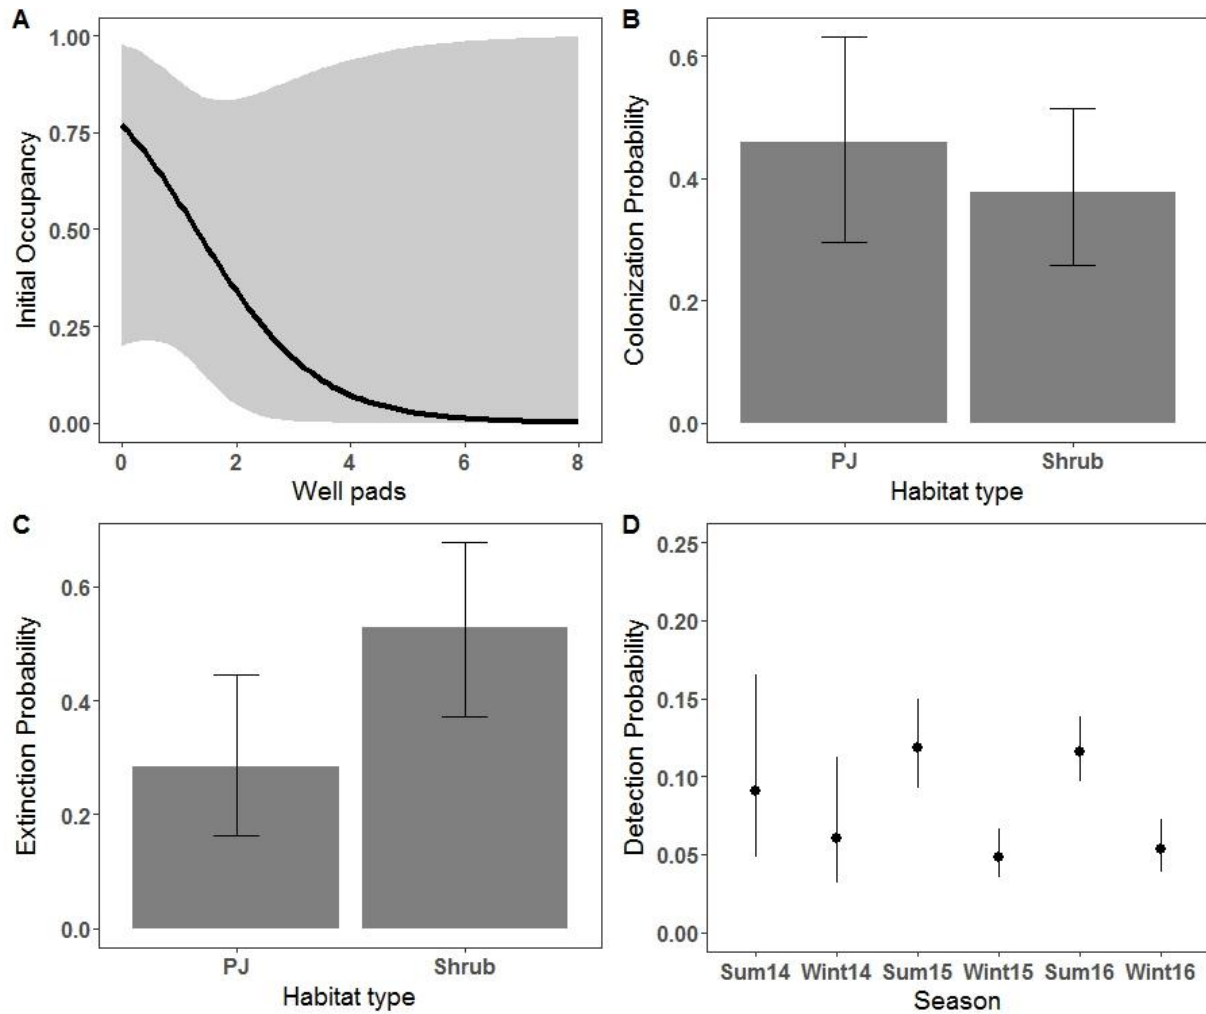 A
Initial Occupancy
1.00
0.75
0.50
0.25
0.00
0 2 4 6 8
Well pads
B
Colonization Probability
0.6
0.4
0.2
0.0
PJ Shrub
Habitat type
C
Extinction Probability
0.6
0.4
0.2
0.0
PJ Shrub
Habitat type
D
Detection Probability
0.25
0.20
0.15
0.10
0.05
0.00
Sum14 Wint14 Sum15 Wint15 Sum16 Wint16
Season